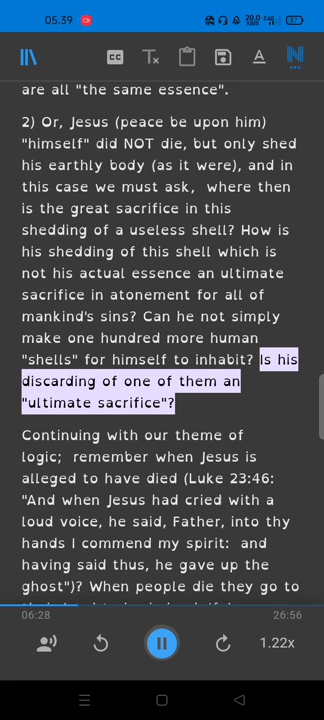 05.39
20.0 KB/S
57
CC
T
A
N
are all "the same essence".
2) Or, Jesus (peace be upon him)
"himself" did NOT die, but only shed
his earthly body (as it were), and in
this case we must ask, where then
is the great sacrifice in this
shedding of a useless shell? How is
his shedding of this shell which is
not his actual essence an ultimate
sacrifice in atonement for all of
mankind's sins? Can he not simply
make one hundred more human
"shells" for himself to inhabit? Is his
discarding of one of them an
"ultimate sacrifice"?
Continuing with our theme of
logic; remember when Jesus is
alleged to have died (Luke 23:46:
"And when Jesus had cried with a
loud voice, he said, Father, into thy
hands I commend my spirit: and
having said thus, he gave up the
ghost")? When people die they go to
06:28
26:56
1.22x